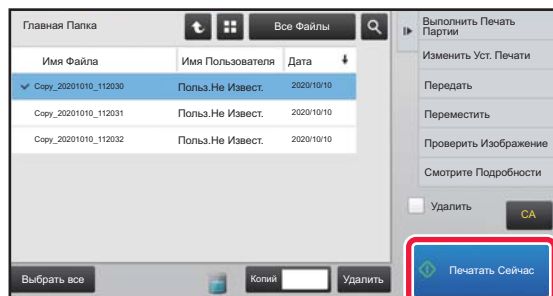 Главная Папка
Все Файлы
Имя Файла Имя Пользователя Дата
Copy_20201010_112030 Польз.Не Извест. 2020/10/10
Copy_20201010_112031 Польз.Не Извест. 2020/10/10
Copy_20201010_112032 Польз.Не Извест. 2020/10/10
Выбрать все
Копий
Удалить
Выполнить Печать
Партии
Изменить Уст. Печати
Передать
Переместить
Проверить Изображение
Смотрите Подробности
Удалить
CA
Печатать Сейчас